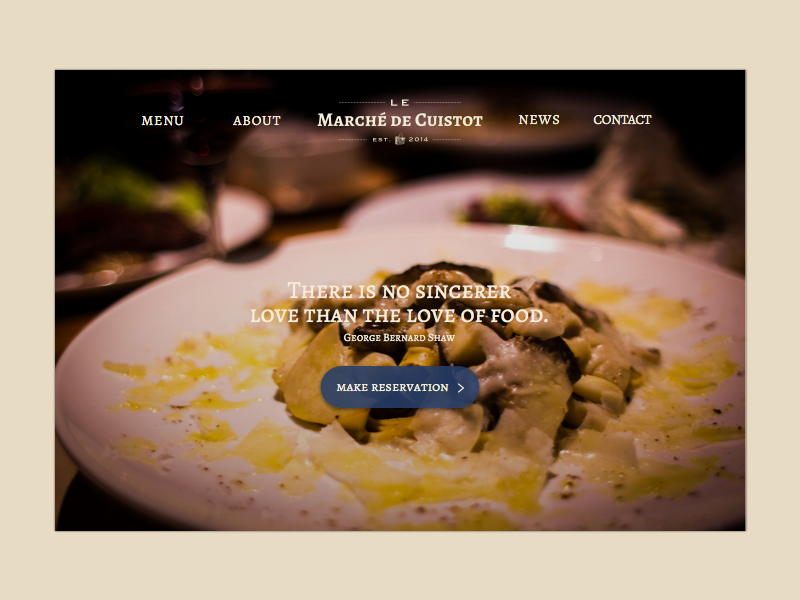 MENU
ABOUT
LE
MARCHÉ DE CUISTOT
EST. 2014
NEWS
CONTACT
THERE IS NO SINCERER
LOVE THAN THE LOVE OF FOOD.
GEORGE BERNARD SHAW
MAKE RESERVATION